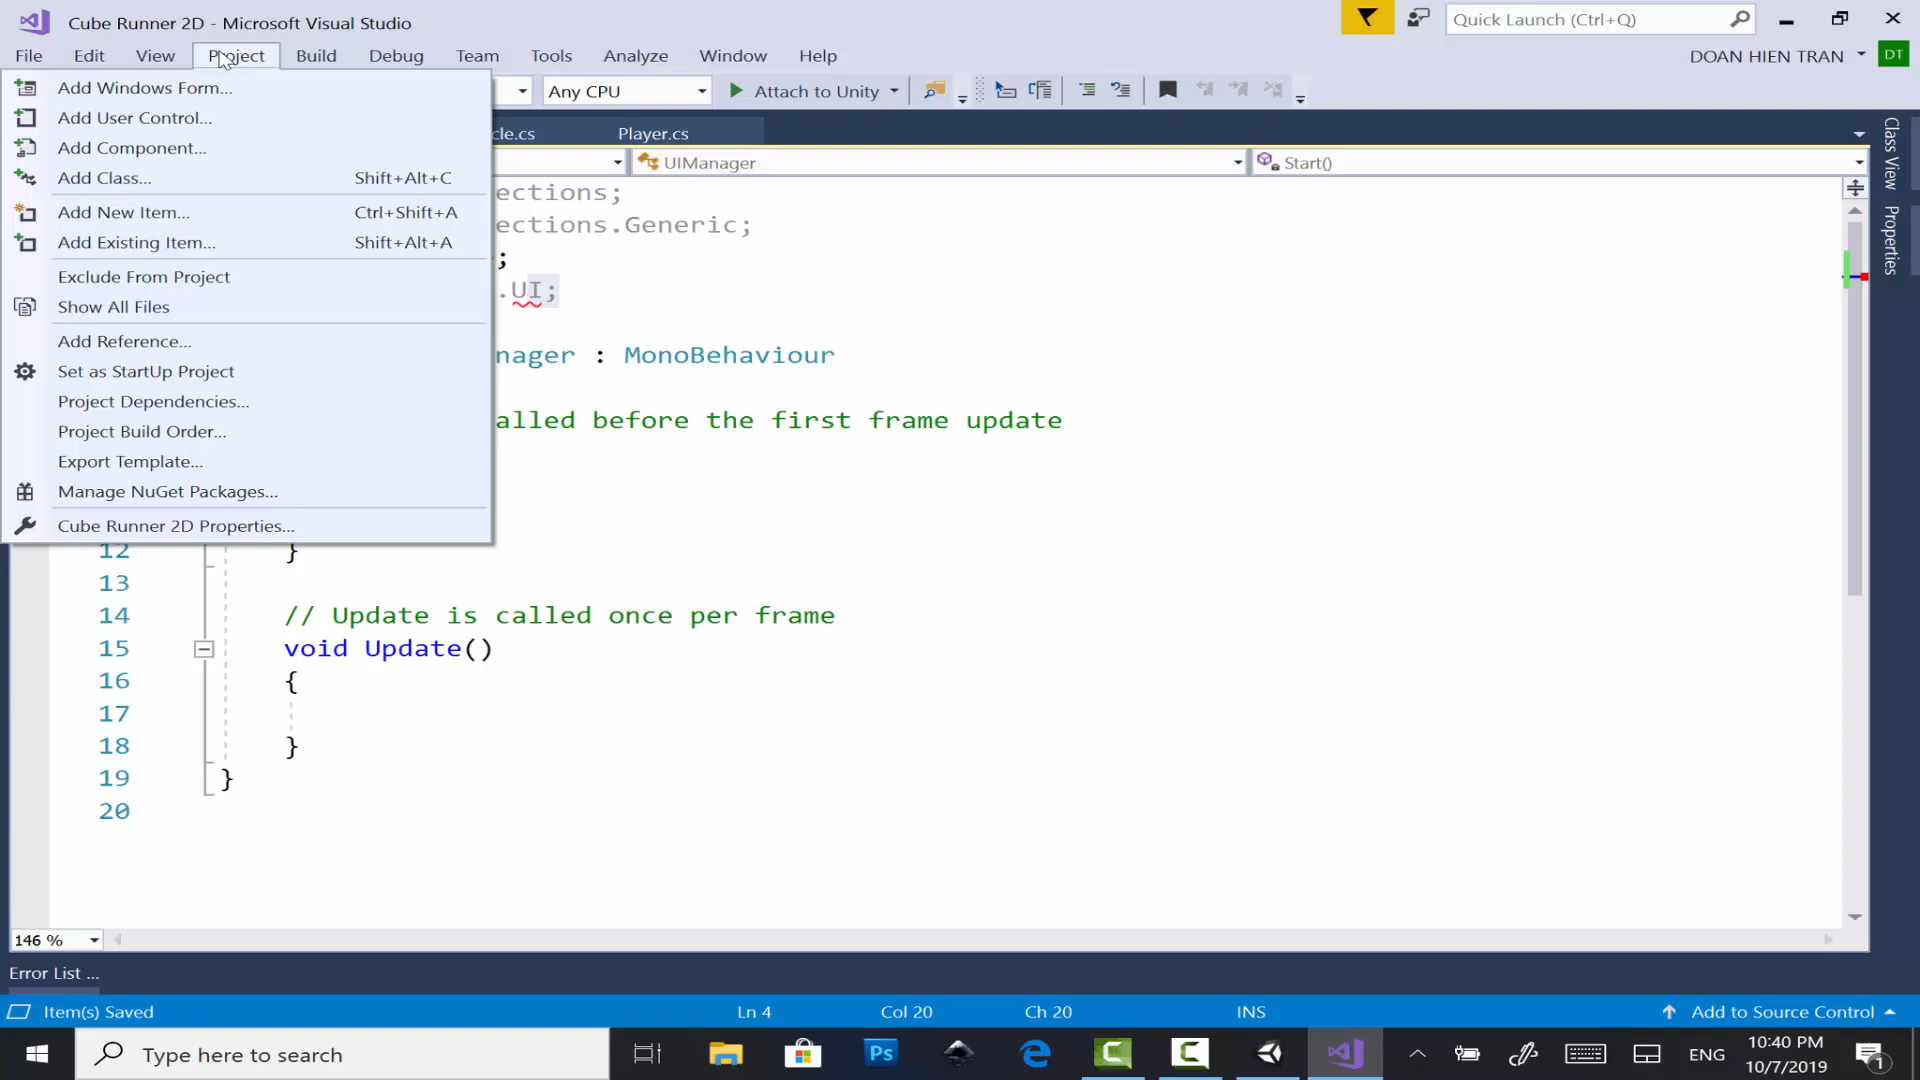 Cube Runner 2D - Microsoft Visual Studio
Quick Launch (Ctrl+Q)
File Edit View Project Build Debug Team Tools Analyze Window Help
DOAN HIEN TRAN DT
Any CPU Attach to Unity
Add Windows Form...
Add User Control...
Add Component...
Add Class... Shift+Alt+C
Add New Item... Ctrl+Shift+A
Add Existing Item... Shift+Alt+A
Exclude From Project
Show All Files
Add Reference...
Set as StartUp Project
Project Dependencies...
Project Build Order...
Export Template...
Manage NuGet Packages...
Cube Runner 2D Properties...
cle.cs Player.cs
UIManager Start()
ections;
ections.Generic;
;
.UI;
nager : MonoBehaviour
alled before the first frame update
12 }
13
14 // Update is called once per frame
15 void Update()
16 {
17
18 }
19 }
20
Class View
Properties
146 %
Error List ...
Item(s) Saved Ln 4 Col 20 Ch 20 INS Add to Source Control
Type here to search
Ps
ENG
10:40 PM
10/7/2019
1